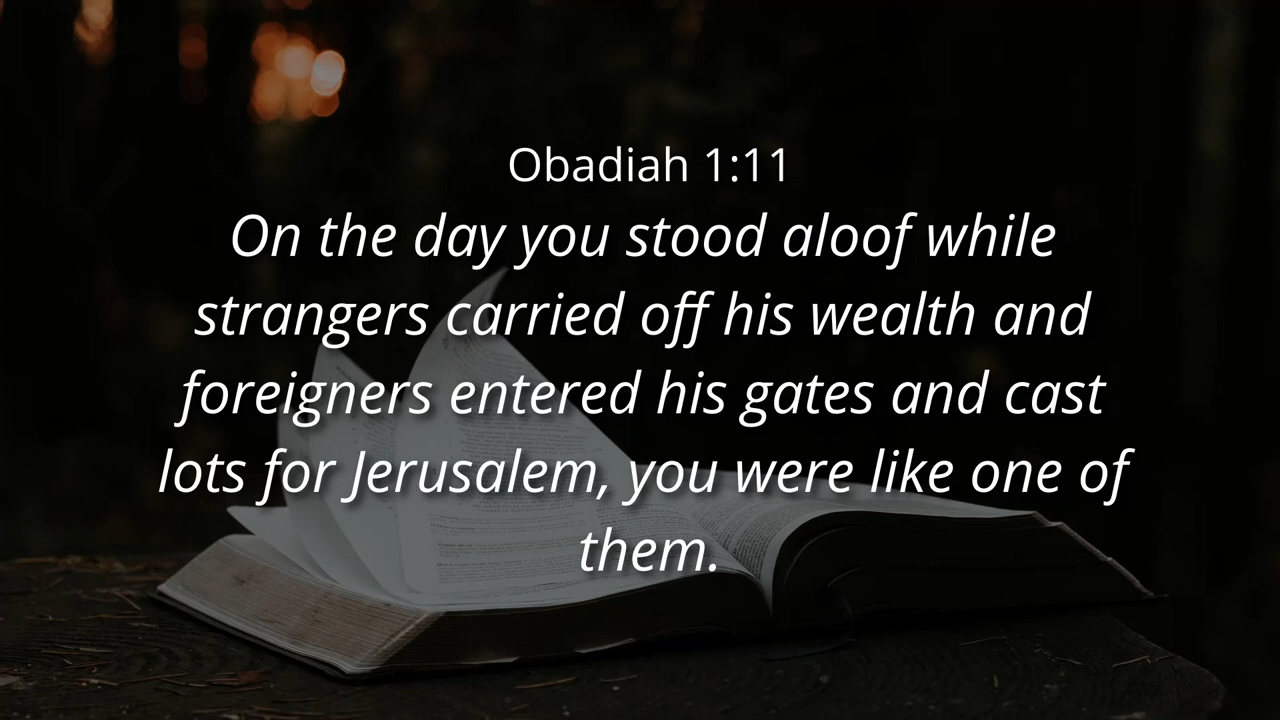 Obadiah 1:11
On the day you stood aloof while
strangers carried off his wealth and
foreigners entered his gates and cast
lots for Jerusalem, you were like one of
them.